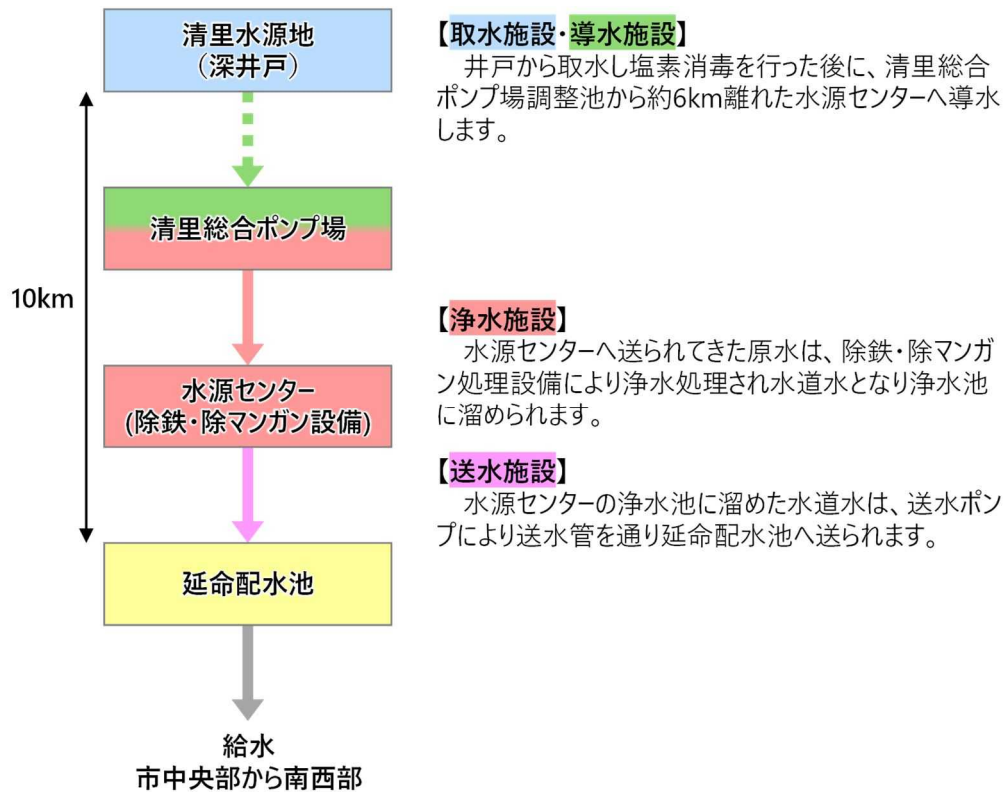 清里水源地
（深井戸）
清里総合ポンプ場
10km
水源センター
(除鉄・除マンガン設備)
延命配水池
給水
市中央部から南西部
【取水施設・導水施設】
　井戸から取水し塩素消毒を行った後に、清里総合
ポンプ場調整池から約6km離れた水源センターへ導水
します。
【浄水施設】
　水源センターへ送られてきた原水は、除鉄・除マンガ
ン処理設備により浄水処理され水道水となり浄水池
に溜められます。
【送水施設】
　水源センターの浄水池に溜めた水道水は、送水ポン
プにより送水管を通り延命配水池へ送られます。